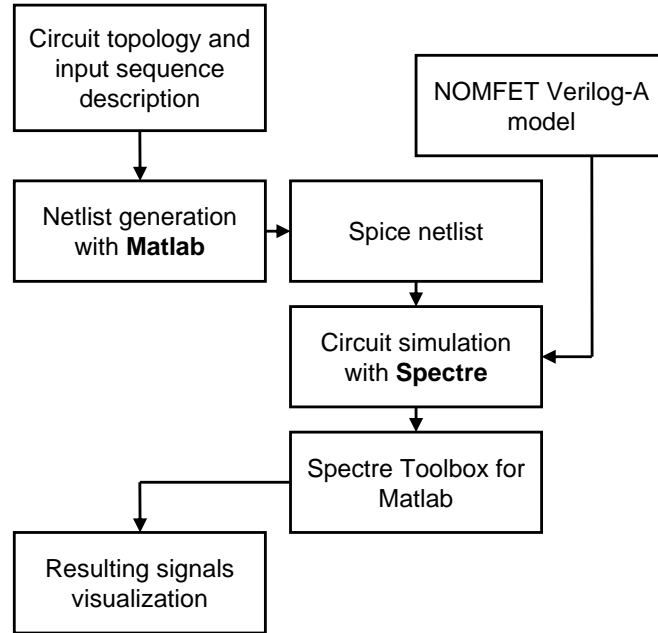 Circuit topology and
input sequence
description
NOMFET Verilog-A
model
Netlist generation
with Matlab
Spice netlist
Circuit simulation
with Spectre
Spectre Toolbox for
Matlab
Resulting signals
visualization